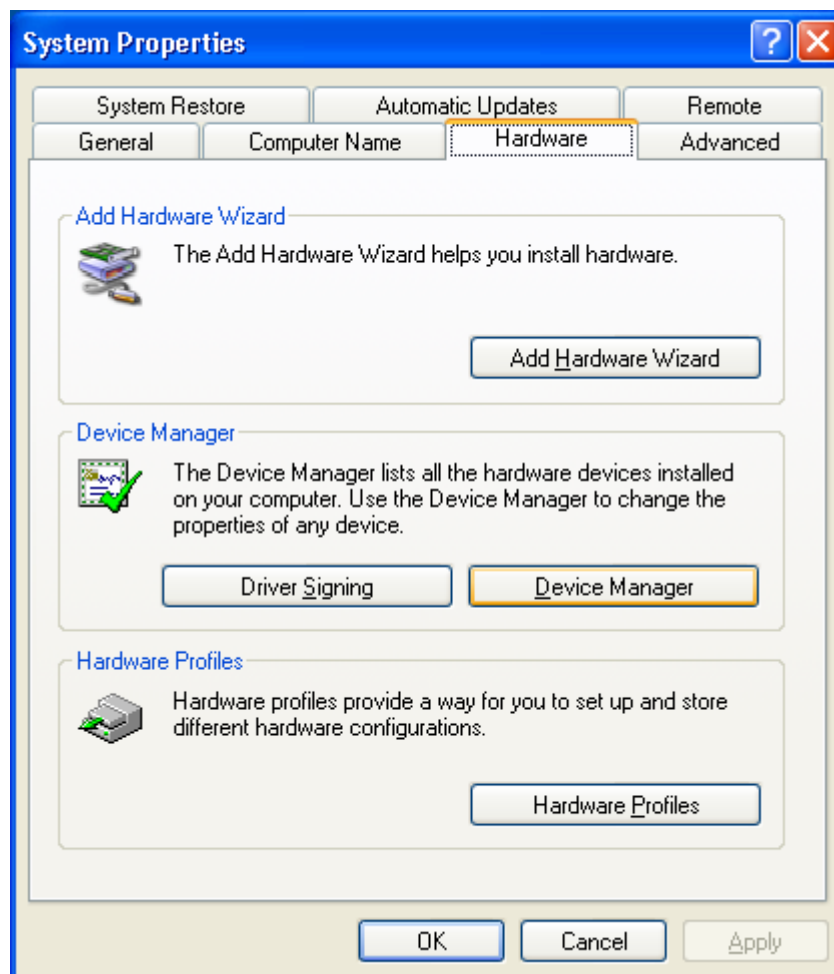 System Properties
System Restore
Automatic Updates
Remote
General
Computer Name
Hardware
Advanced
Add Hardware Wizard
The Add Hardware Wizard helps you install hardware.
Add Hardware Wizard
Device Manager
The Device Manager lists all the hardware devices installed
on your computer. Use the Device Manager to change the
properties of any device.
Driver Signing
Device Manager
Hardware Profiles
Hardware profiles provide a way for you to set up and store
different hardware configurations.
Hardware Profiles
OK
Cancel
Apply